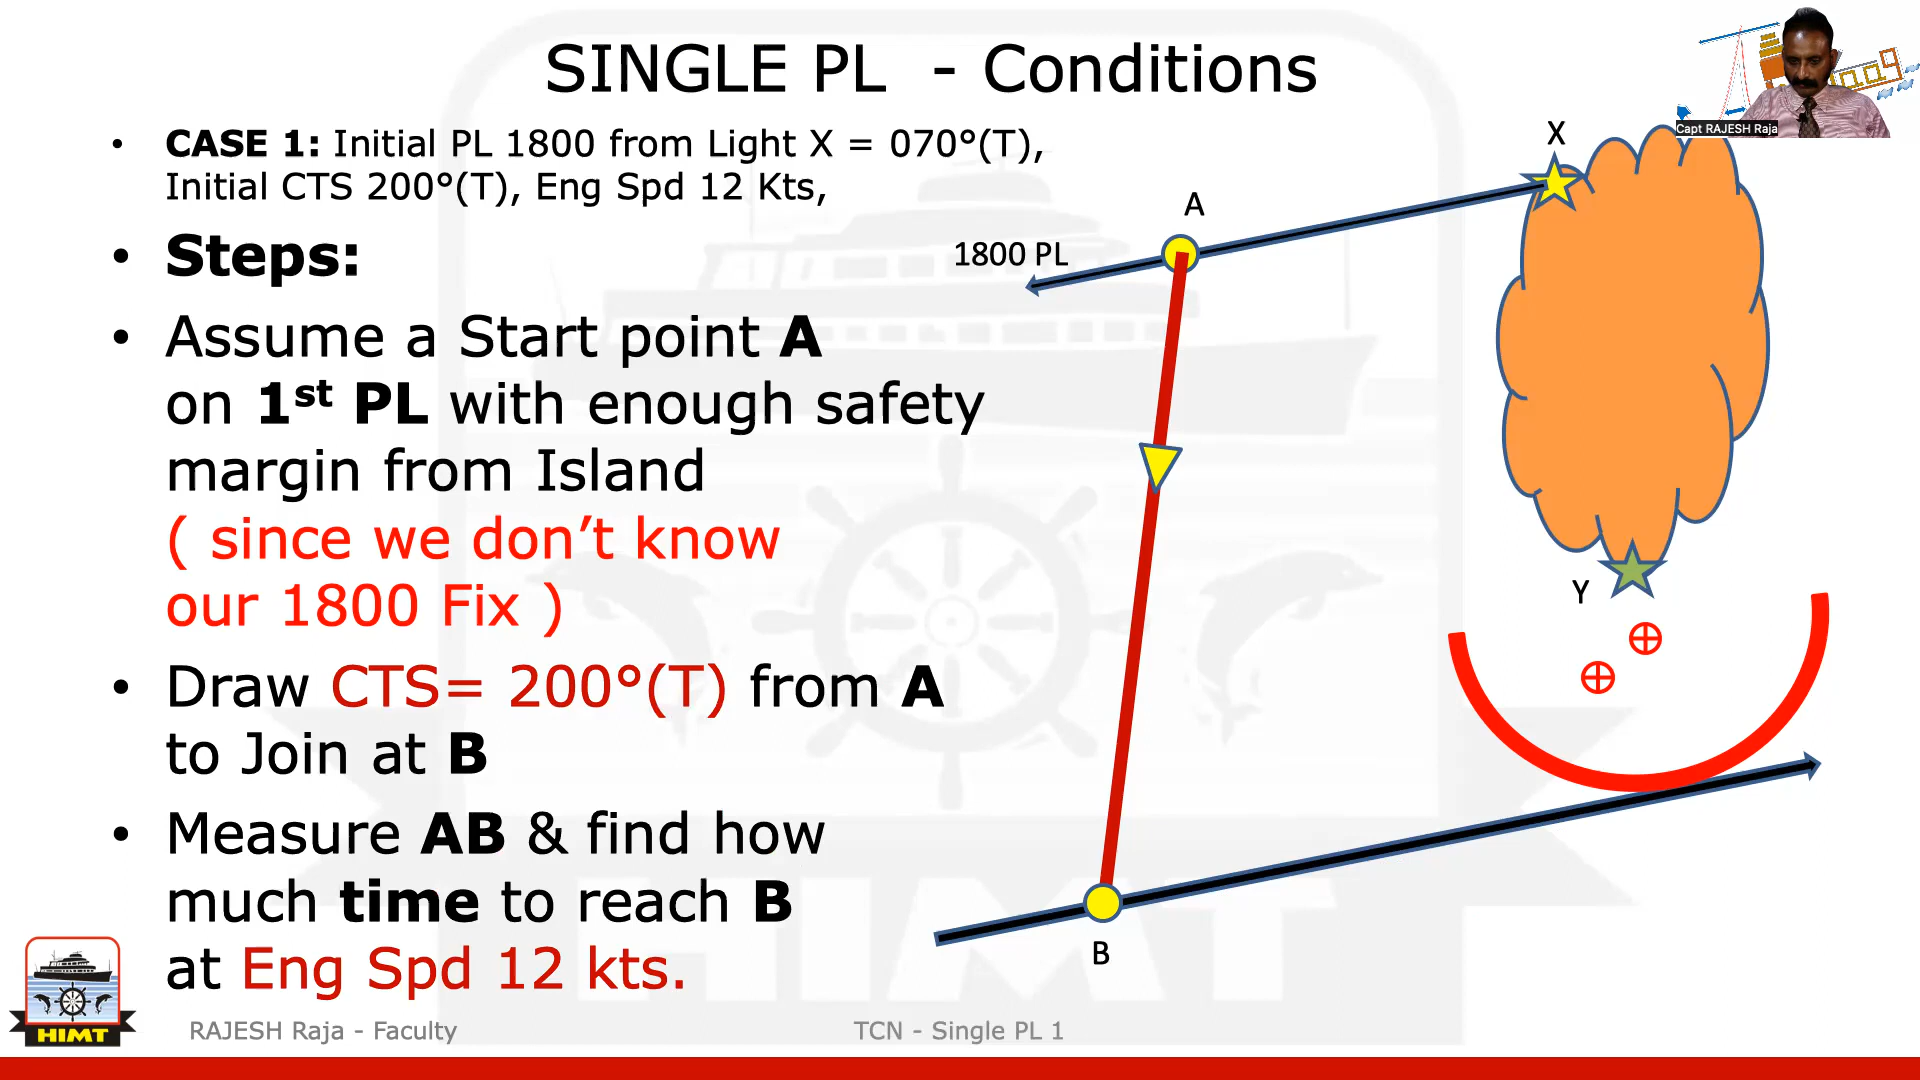 SINGLE PL - Conditions
• CASE 1: Initial PL 1800 from Light X = 070°(T),
Initial CTS 200°(T), Eng Spd 12 Kts,
• Steps:
• Assume a Start point A
on 1st PL with enough safety
margin from Island
( since we don’t know
our 1800 Fix )
• Draw CTS= 200°(T) from A
to Join at B
• Measure AB & find how
much time to reach B
at Eng Spd 12 kts.
X
A
1800 PL
Y
B
Capt RAJESH Raja
HIMT
HIMT
RAJESH Raja - Faculty
TCN - Single PL 1